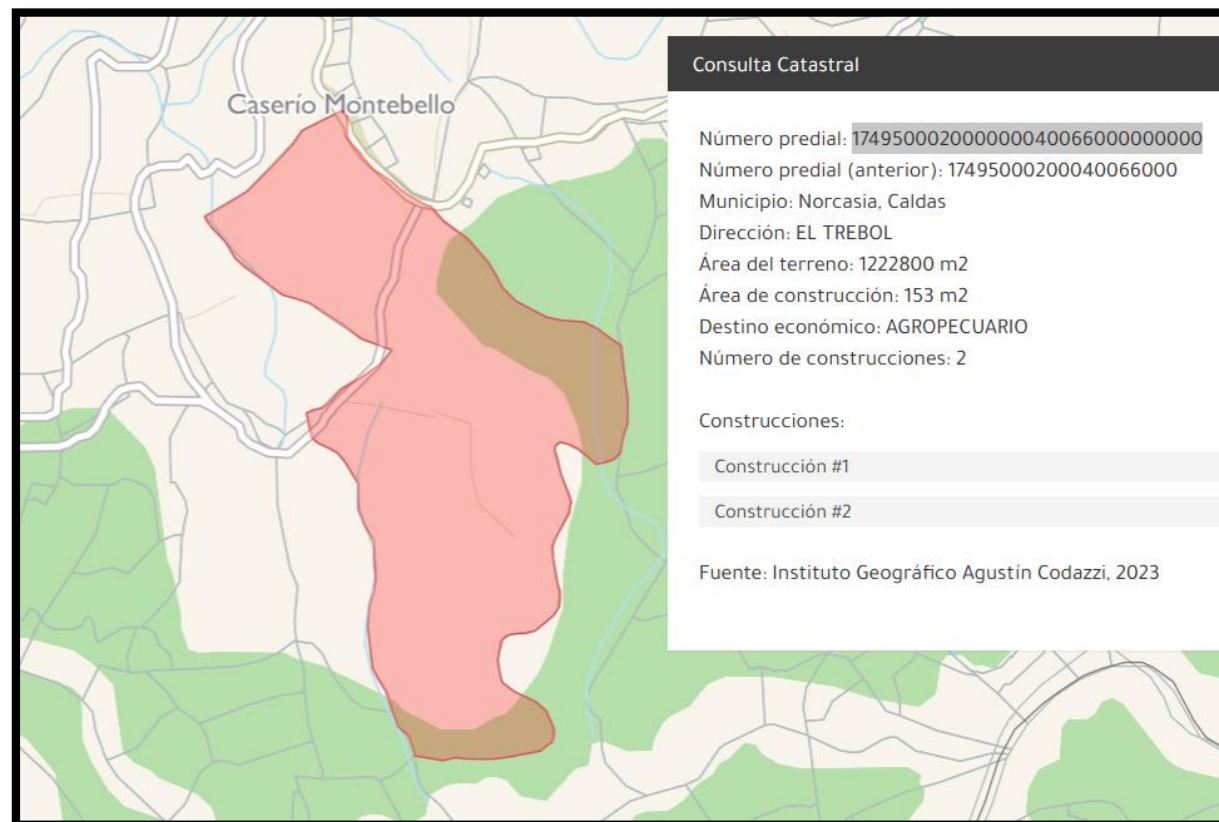 Caserío Montebello
Consulta Catastral
Número predial: 174950002000000040066000000000
Número predial (anterior): 17495000200040066000
Municipio: Norcasia, Caldas
Dirección: EL TREBOL
Área del terreno: 1222800 m2
Área de construcción: 153 m2
Destino económico: AGROPECUARIO
Número de construcciones: 2
Construcciones:
Construcción #1
Construcción #2
Fuente: Instituto Geográfico Agustín Codazzi, 2023